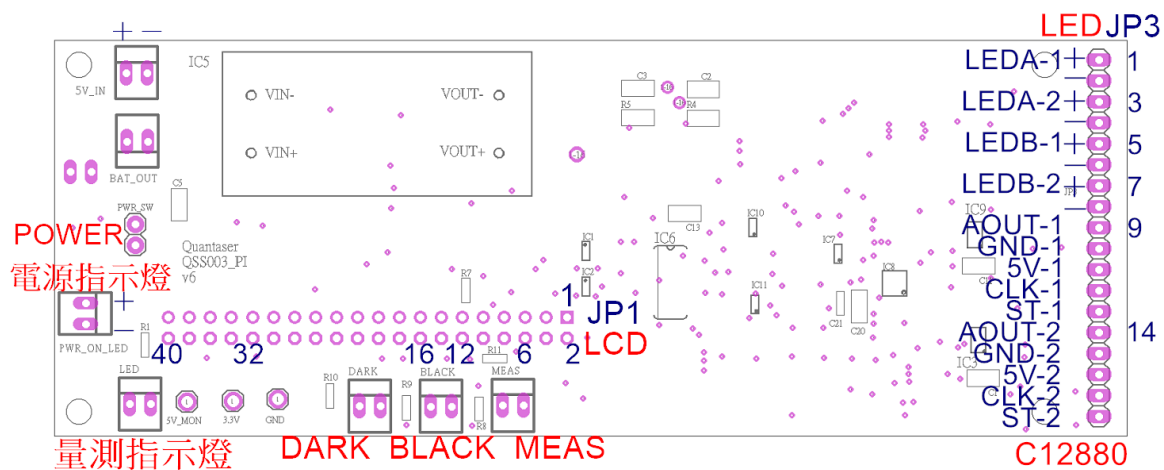 LED JP3
+ −
5V_IN
IC5
VIN-
VOUT-
VIN+
VOUT+
BAT_OUT
C5
PWR_SW
POWER
電源指示燈
Quantaser
QSS003_PI
v6
+
−
PWR_ON_LED
R1
C3
C2
R5
R4
C13
IC10
IC6
IC1
IC2
IC7
IC8
IC11
C21
C20
R7
1
JP1
LCD
40 32 16 12 6 2
R11
LED
5V_MON
3.3V
GND
R10
DARK
R9
BLACK
R8
MEAS
量測指示燈
DARK BLACK MEAS
LEDA-1 + 1
−
LEDA-2 + 3
−
LEDB-1 + 5
−
LEDB-2 + 7
−
IC9
AOUT-1 9
GND-1
5V-1
CLK-1
ST-1
AOUT-2 14
GND-2
IC3
5V-2
CLK-2
ST-2
C12880